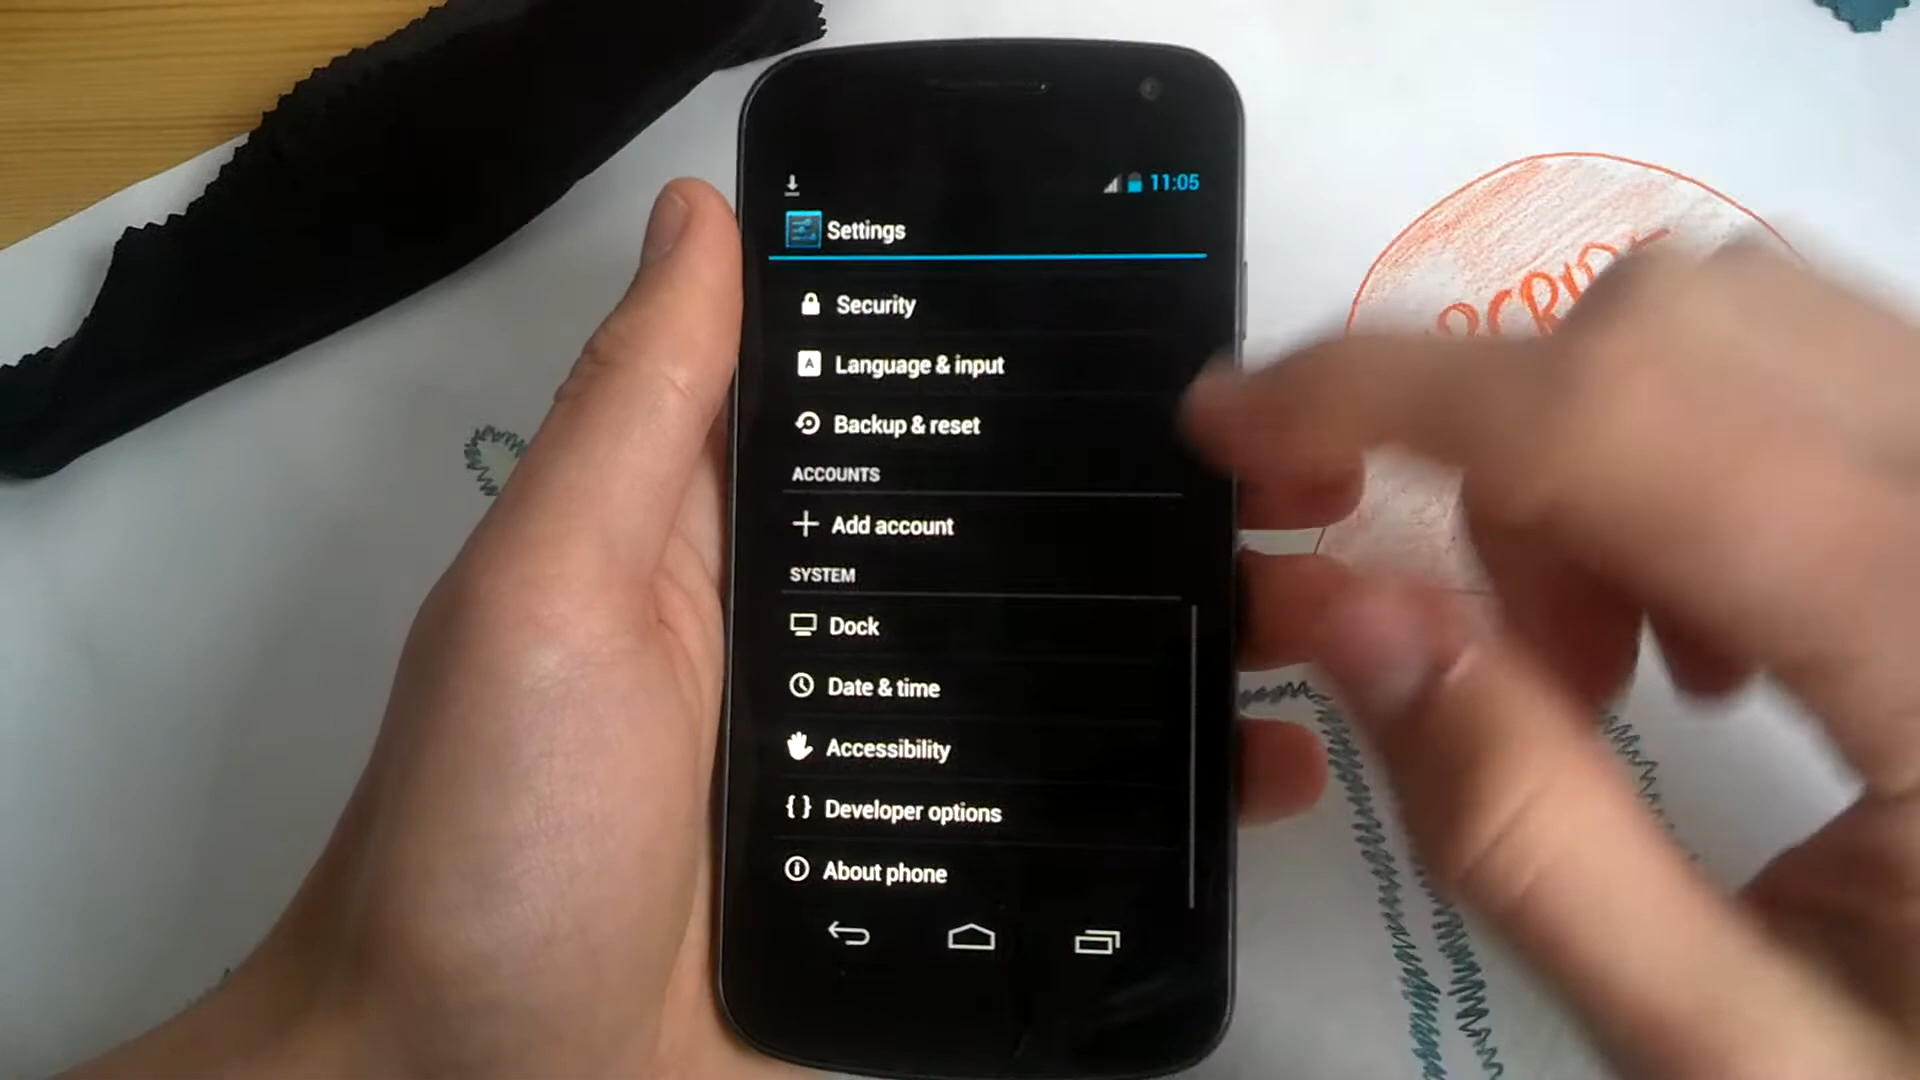 11:05
Settings
Security
Language & input
Backup & reset
ACCOUNTS
Add account
SYSTEM
Dock
Date & time
Accessibility
{ } Developer options
About phone